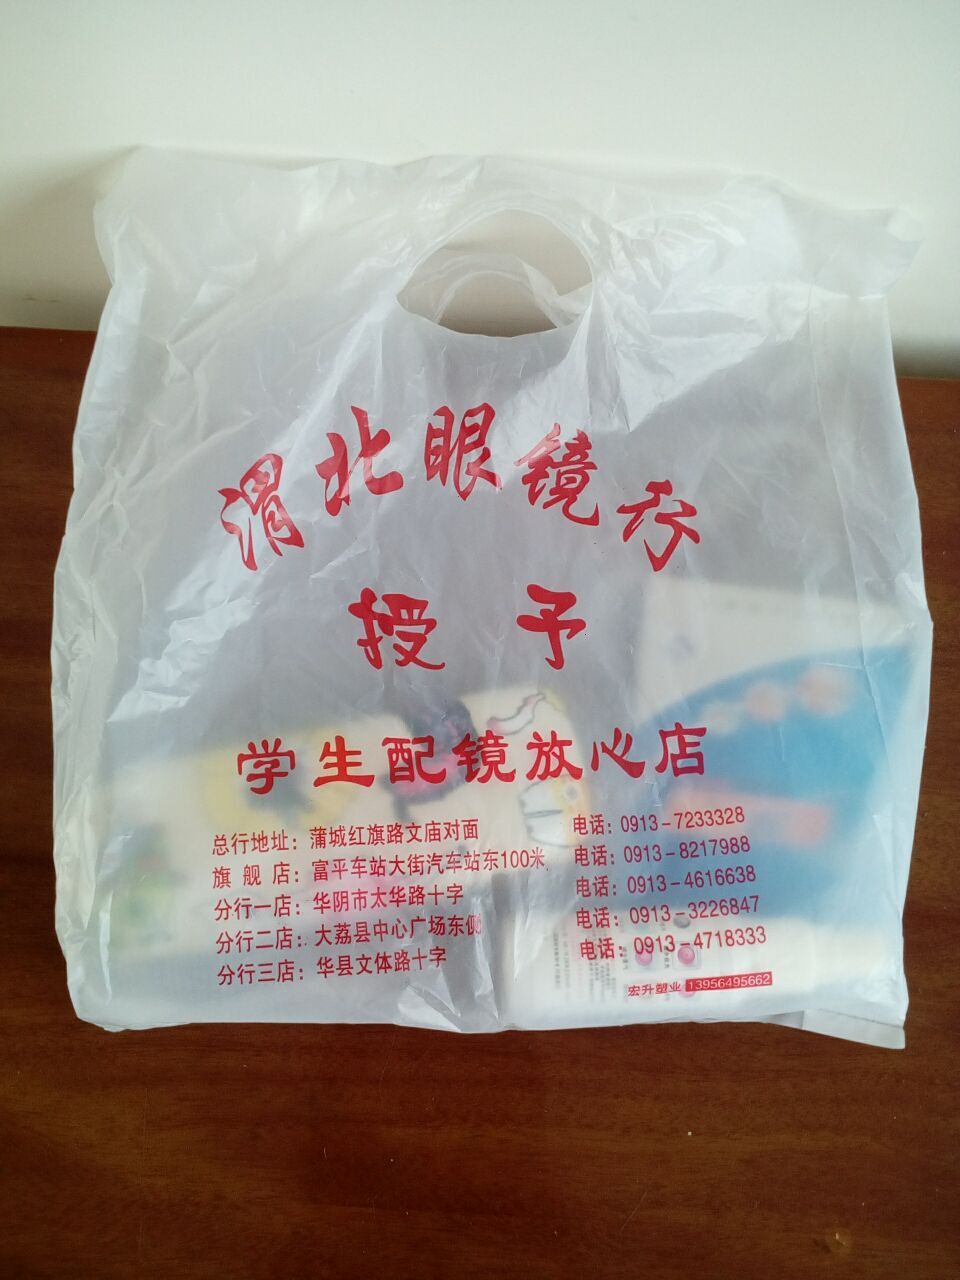 渭北眼镜行
授予
学生配镜放心店
总行地址：蒲城红旗路文庙对面 电话：0913-7233328
旗舰店：富平车站大街汽车站东100米 电话：0913-8217988
分行一店：华阴市太华路十字 电话：0913-4616638
分行二店：大荔县中心广场东侧 电话：0913-3226847
分行三店：华县文体路十字 电话：0913-4718333
宏升塑业 13956495662